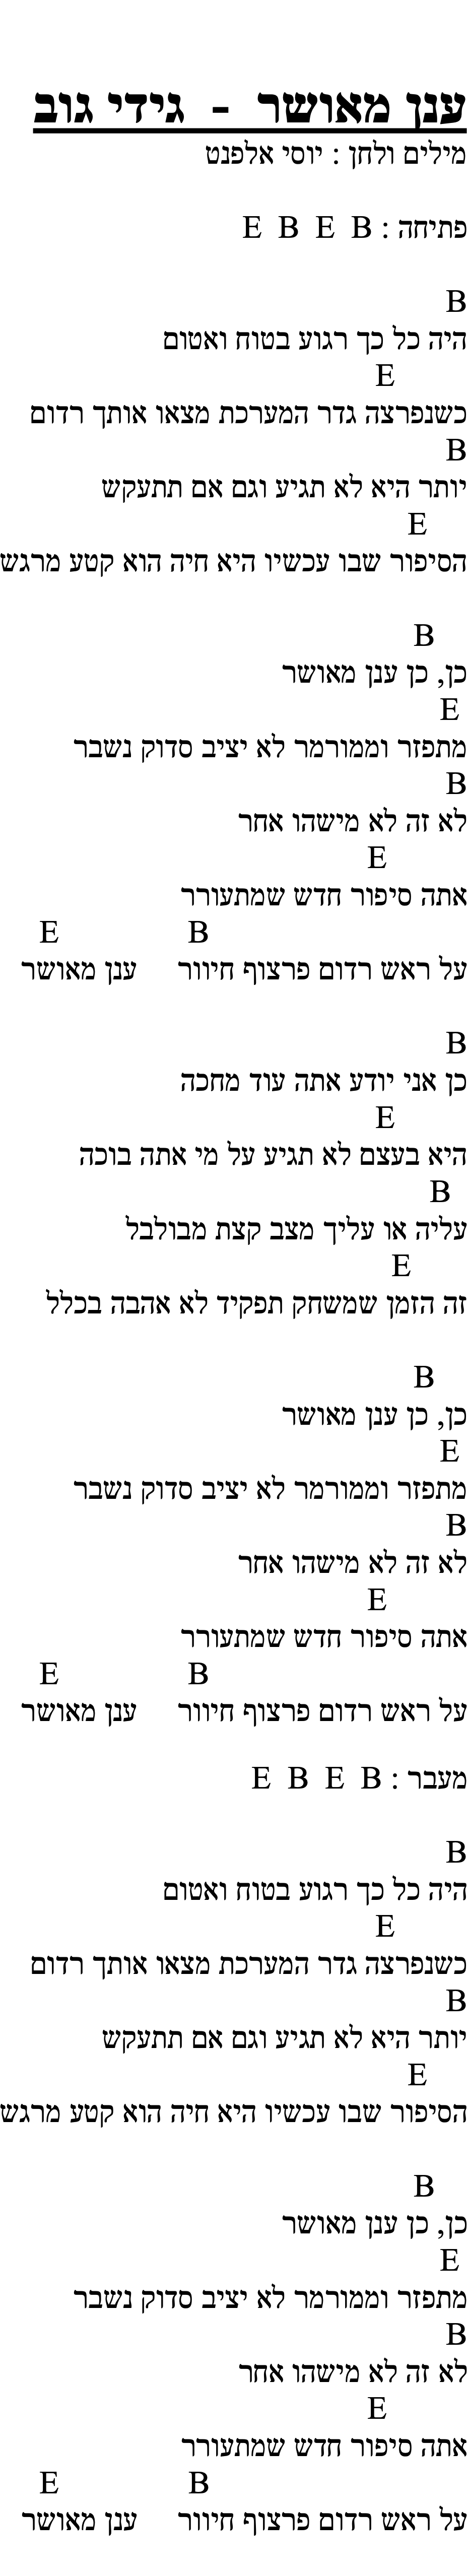 ענן מאושר - גידי גוב
מילים ולחן : יוסי אלפנט
פתיחה : B E B E
B
היה כל כך רגוע בטוח ואטום
E
כשנפרצה גדר המערכת מצאו אותך רדום
B
יותר היא לא תגיע וגם אם תתעקש
E
הסיפור שבו עכשיו היא חיה הוא קטע מרגש
B
כן, כן ענן מאושר
E
מתפזר וממורמר לא יציב סדוק נשבר
B
לא זה לא מישהו אחר
E
אתה סיפור חדש שמתעורר
B E
על ראש רדום פרצוף חיוור ענן מאושר
B
כן אני יודע אתה עוד מחכה
E
היא בעצם לא תגיע על מי אתה בוכה
B
עליה או עליך מצב קצת מבולבל
E
זה הזמן שמשחק תפקיד לא אהבה בכלל
B
כן, כן ענן מאושר
E
מתפזר וממורמר לא יציב סדוק נשבר
B
לא זה לא מישהו אחר
E
אתה סיפור חדש שמתעורר
B E
על ראש רדום פרצוף חיוור ענן מאושר
מעבר : B E B E
B
היה כל כך רגוע בטוח ואטום
E
כשנפרצה גדר המערכת מצאו אותך רדום
B
יותר היא לא תגיע וגם אם תתעקש
E
הסיפור שבו עכשיו היא חיה הוא קטע מרגש
B
כן, כן ענן מאושר
E
מתפזר וממורמר לא יציב סדוק נשבר
B
לא זה לא מישהו אחר
E
אתה סיפור חדש שמתעורר
B E
על ראש רדום פרצוף חיוור ענן מאושר